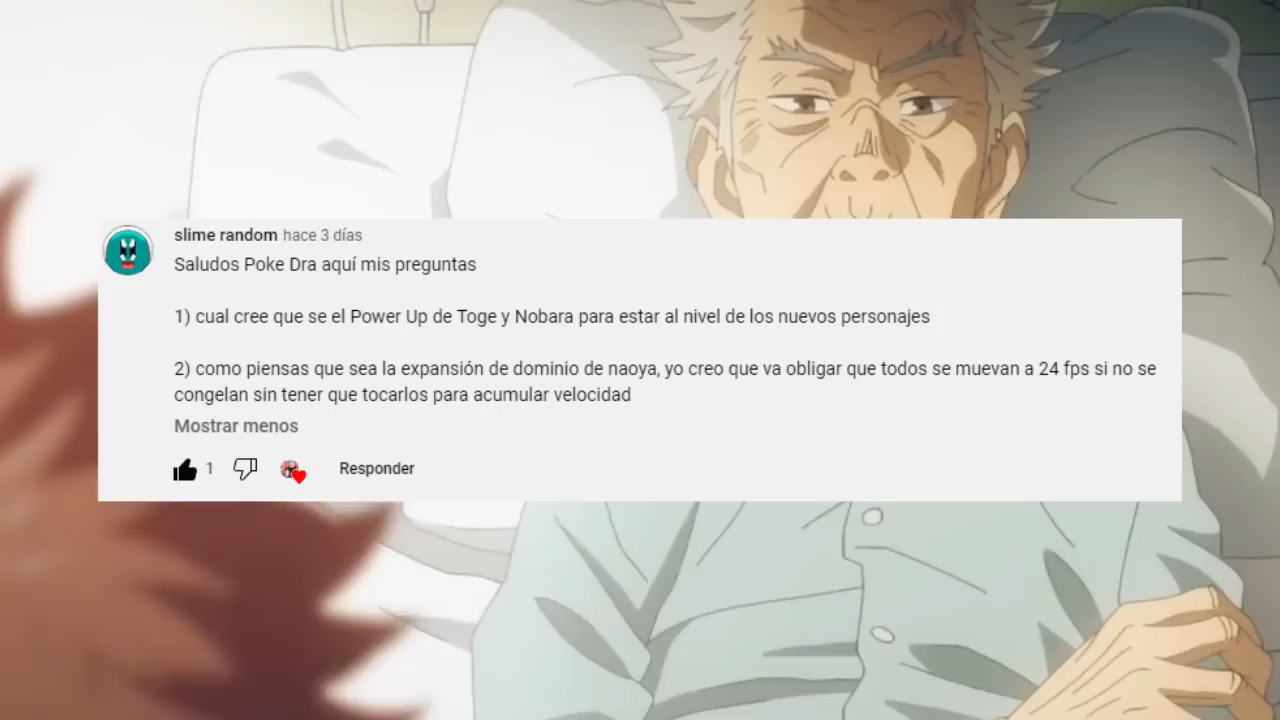 slime random hace 3 días
Saludos Poke Dra aquí mis preguntas
1) cual cree que se el Power Up de Toge y Nobara para estar al nivel de los nuevos personajes
2) como piensas que sea la expansión de dominio de naoya, yo creo que va obligar que todos se muevan a 24 fps si no se
congelan sin tener que tocarlos para acumular velocidad
Mostrar menos
1 Responder